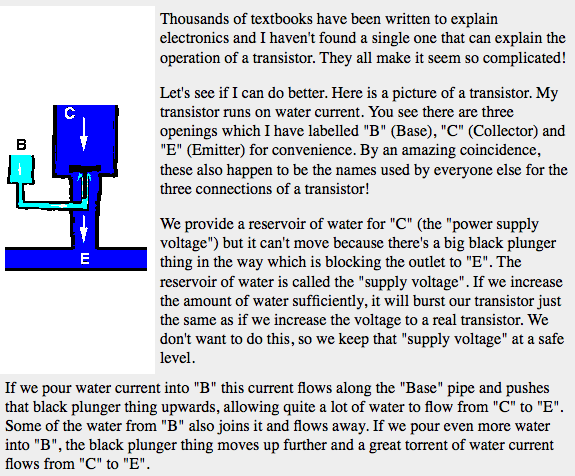 Thousands of textbooks have been written to explain
electronics and I haven't found a single one that can explain the
operation of a transistor. They all make it seem so complicated!
Let's see if I can do better. Here is a picture of a transistor. My
transistor runs on water current. You see there are three
openings which I have labelled "B" (Base), "C" (Collector) and
"E" (Emitter) for convenience. By an amazing coincidence,
these also happen to be the names used by everyone else for the
three connections of a transistor!
We provide a reservoir of water for "C" (the "power supply
voltage") but it can't move because there's a big black plunger
thing in the way which is blocking the outlet to "E". The
reservoir of water is called the "supply voltage". If we increase
the amount of water sufficiently, it will burst our transistor just
the same as if we increase the voltage to a real transistor. We
don't want to do this, so we keep that "supply voltage" at a safe
level.
If we pour water current into "B" this current flows along the "Base" pipe and pushes
that black plunger thing upwards, allowing quite a lot of water to flow from "C" to "E".
Some of the water from "B" also joins it and flows away. If we pour even more water
into "B", the black plunger thing moves up further and a great torrent of water current
flows from "C" to "E".
C
B
E